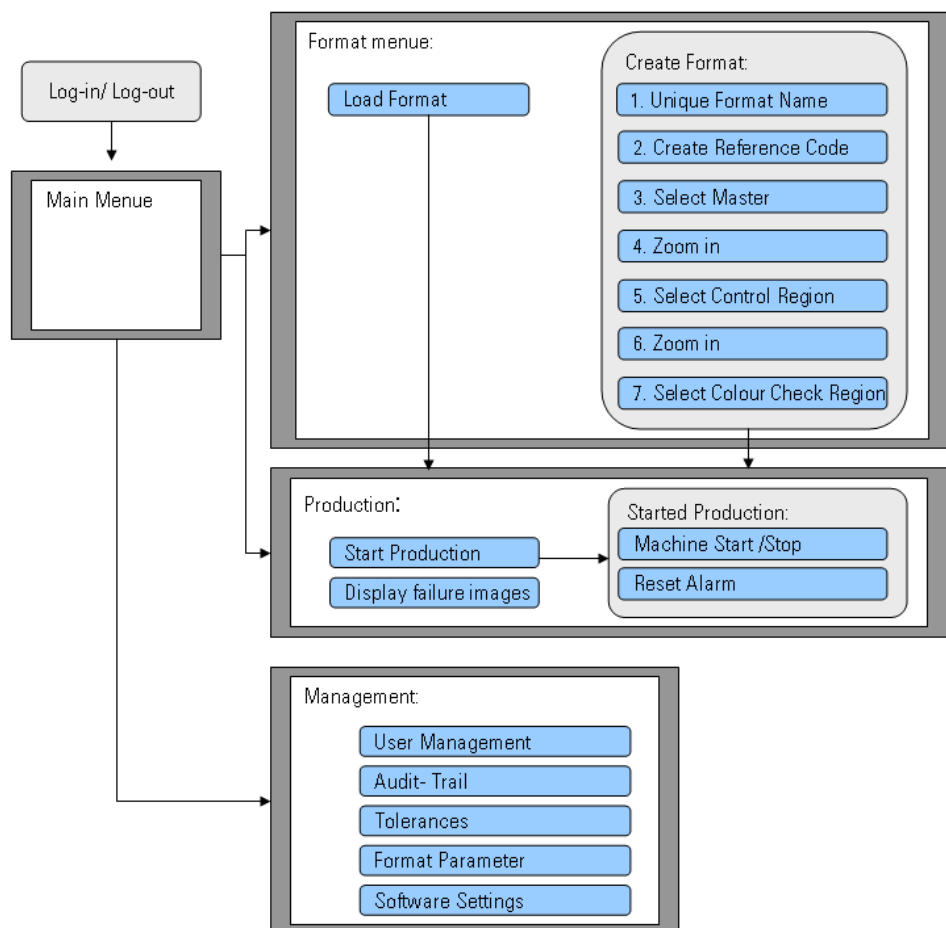 Log-in/ Log-out
Main Menue
Format menue:
Load Format
Create Format:
1. Unique Format Name
2. Create Reference Code
3. Select Master
4. Zoom in
5. Select Control Region
6. Zoom in
7. Select Colour Check Region
Production:
Start Production
Display failure images
Started Production:
Machine Start /Stop
Reset Alarm
Management:
User Management
Audit- Trail
Tolerances
Format Parameter
Software Settings